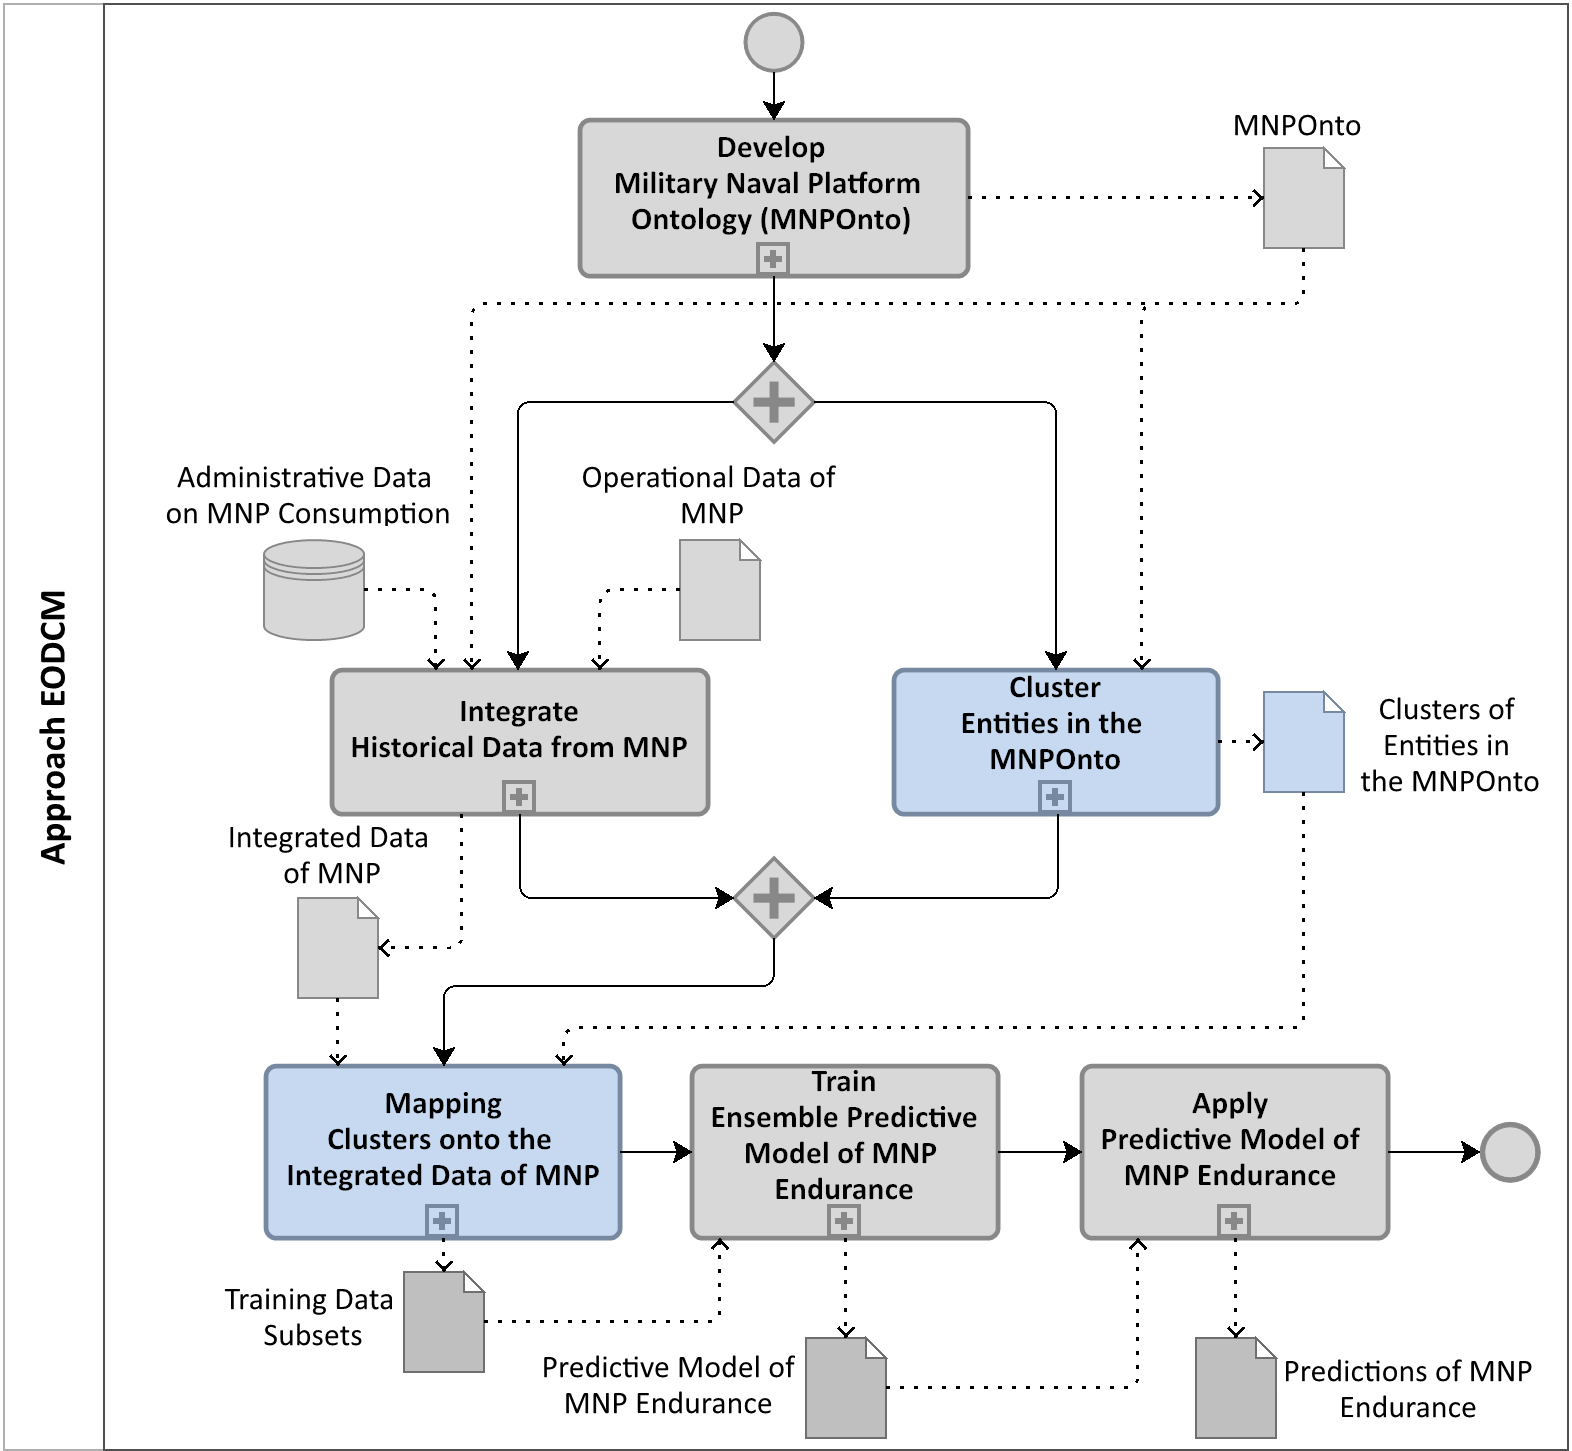 Approach EODCM
Develop
Military Naval Platform
Ontology (MNPOnto)
MNPOnto
Administrative Data
on MNP Consumption
Operational Data of
MNP
Integrate
Historical Data from MNP
Cluster
Entities in the
MNPOnto
Clusters of
Entities in
the MNPOnto
Integrated Data
of MNP
Mapping
Clusters onto the
Integrated Data of MNP
Train
Ensemble Predictive
Model of MNP
Endurance
Apply
Predictive Model of
MNP Endurance
Training Data
Subsets
Predictive Model of
MNP Endurance
Predictions of MNP
Endurance